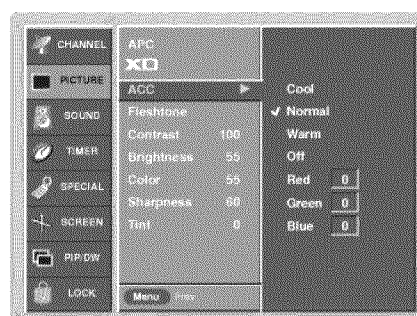 CHANNEL
PICTURE
SOUND
TIMER
SPECIAL
SCREEN
PIP/DW
LOCK
APC
XD
ACC
Fleshtone
Contrast 100
Brightness 55
Color 55
Sharpness 60
Tint 0
Menu Prev
Cool
✓ Normal
Warm
Off
Red 0
Green 0
Blue 0